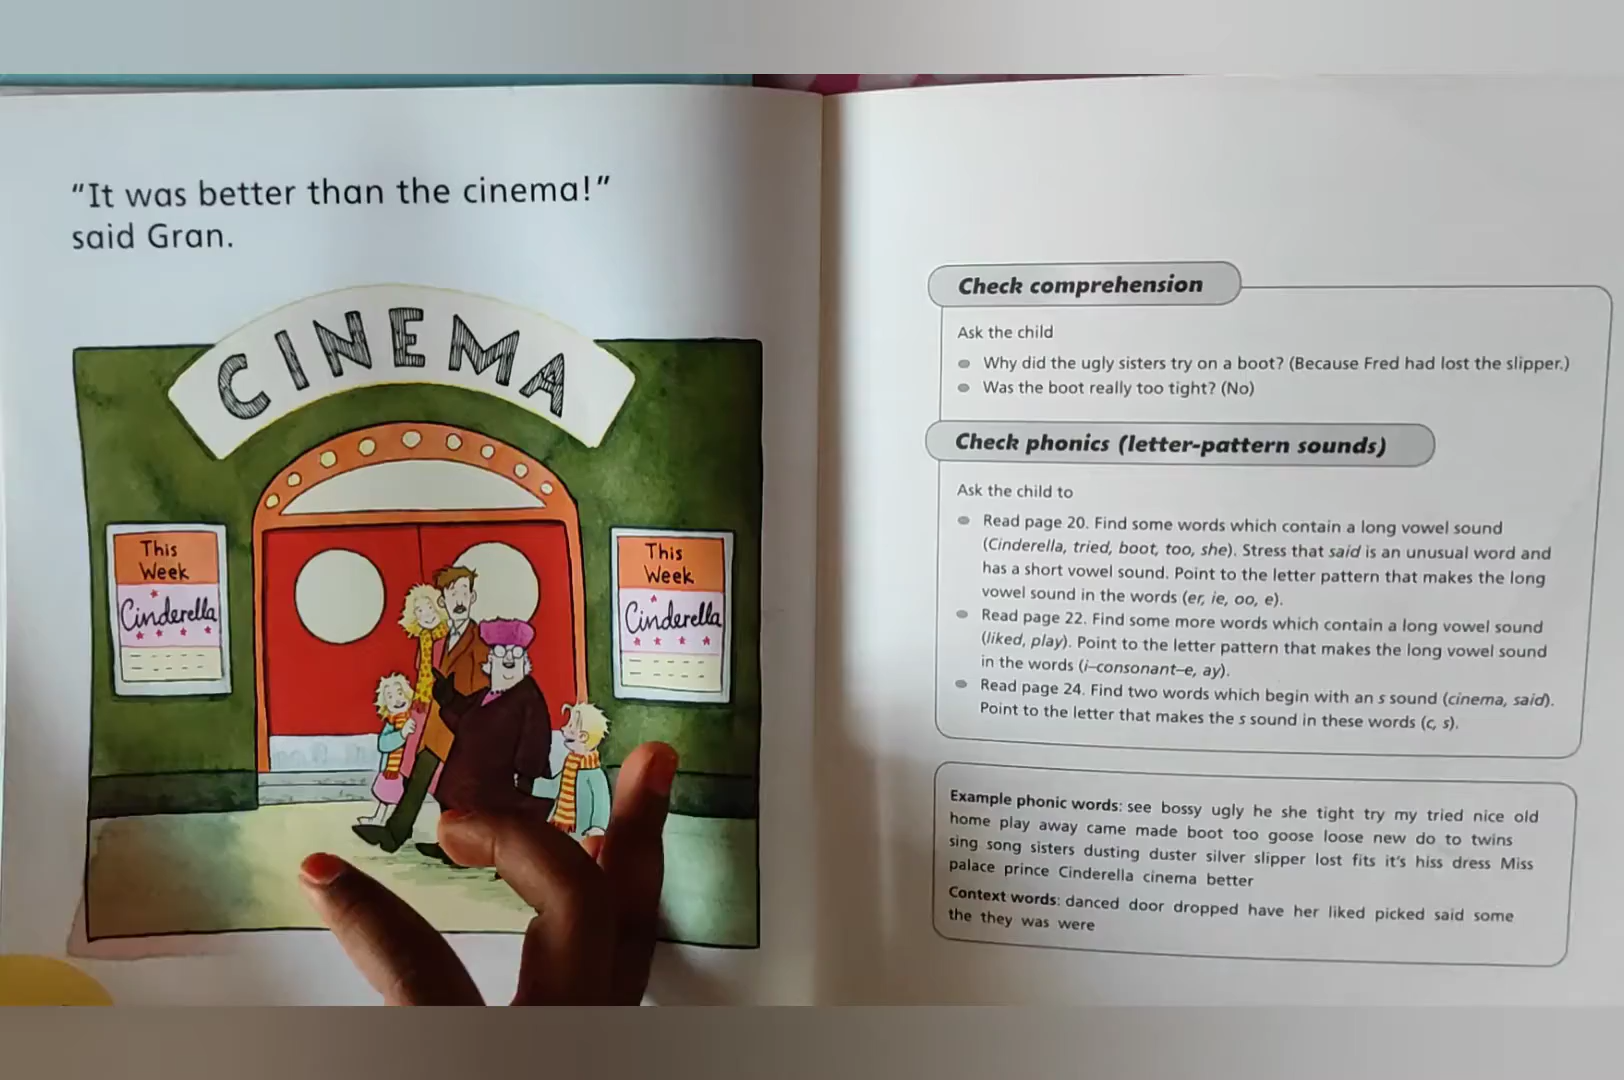 “It was better than the cinema!”
said Gran.
CINEMA
This
Week
Cinderella
This
Week
Cinderella
Check comprehension
Ask the child
Why did the ugly sisters try on a boot? (Because Fred had lost the slipper.)
Was the boot really too tight? (No)
Check phonics (letter-pattern sounds)
Ask the child to
Read page 20. Find some words which contain a long vowel sound
(Cinderella, tried, boot, too, she). Stress that said is an unusual word and
has a short vowel sound. Point to the letter pattern that makes the long
vowel sound in the words (er, ie, oo, e).
Read page 22. Find some more words which contain a long vowel sound
(liked, play). Point to the letter pattern that makes the long vowel sound
in the words (i–consonant–e, ay).
Read page 24. Find two words which begin with an s sound (cinema, said).
Point to the letter that makes the s sound in these words (c, s).
Example phonic words: see bossy ugly he she tight try my tried nice old
home play away came made boot too goose loose new do to twins
sing song sisters dusting duster silver slipper lost fits it's hiss dress Miss
palace prince Cinderella cinema better
Context words: danced door dropped have her liked picked said some
the they was were